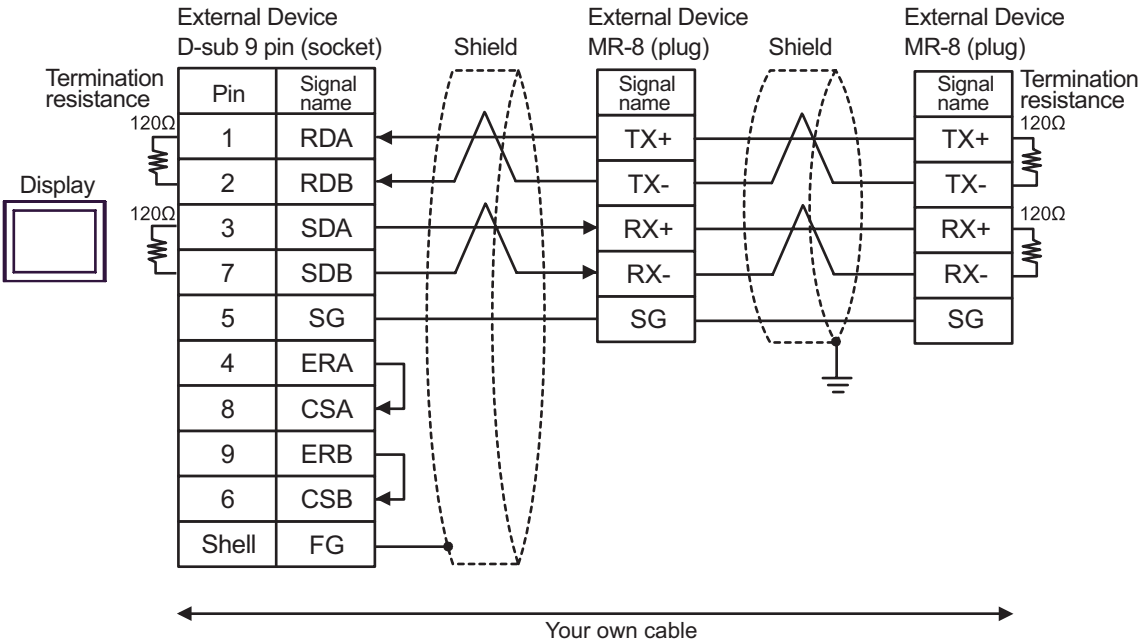 External Device
D-sub 9 pin (socket)
Shield
External Device
MR-8 (plug)
Shield
External Device
MR-8 (plug)
Termination
resistance
Termination
resistance
Display
120Ω
120Ω
Pin Signal name
1 RDA
2 RDB
3 SDA
7 SDB
5 SG
4 ERA
8 CSA
9 ERB
6 CSB
Shell FG
Signal
name
TX+
TX-
RX+
RX-
SG
Signal
name
TX+
TX-
RX+
RX-
SG
120Ω
120Ω
Your own cable